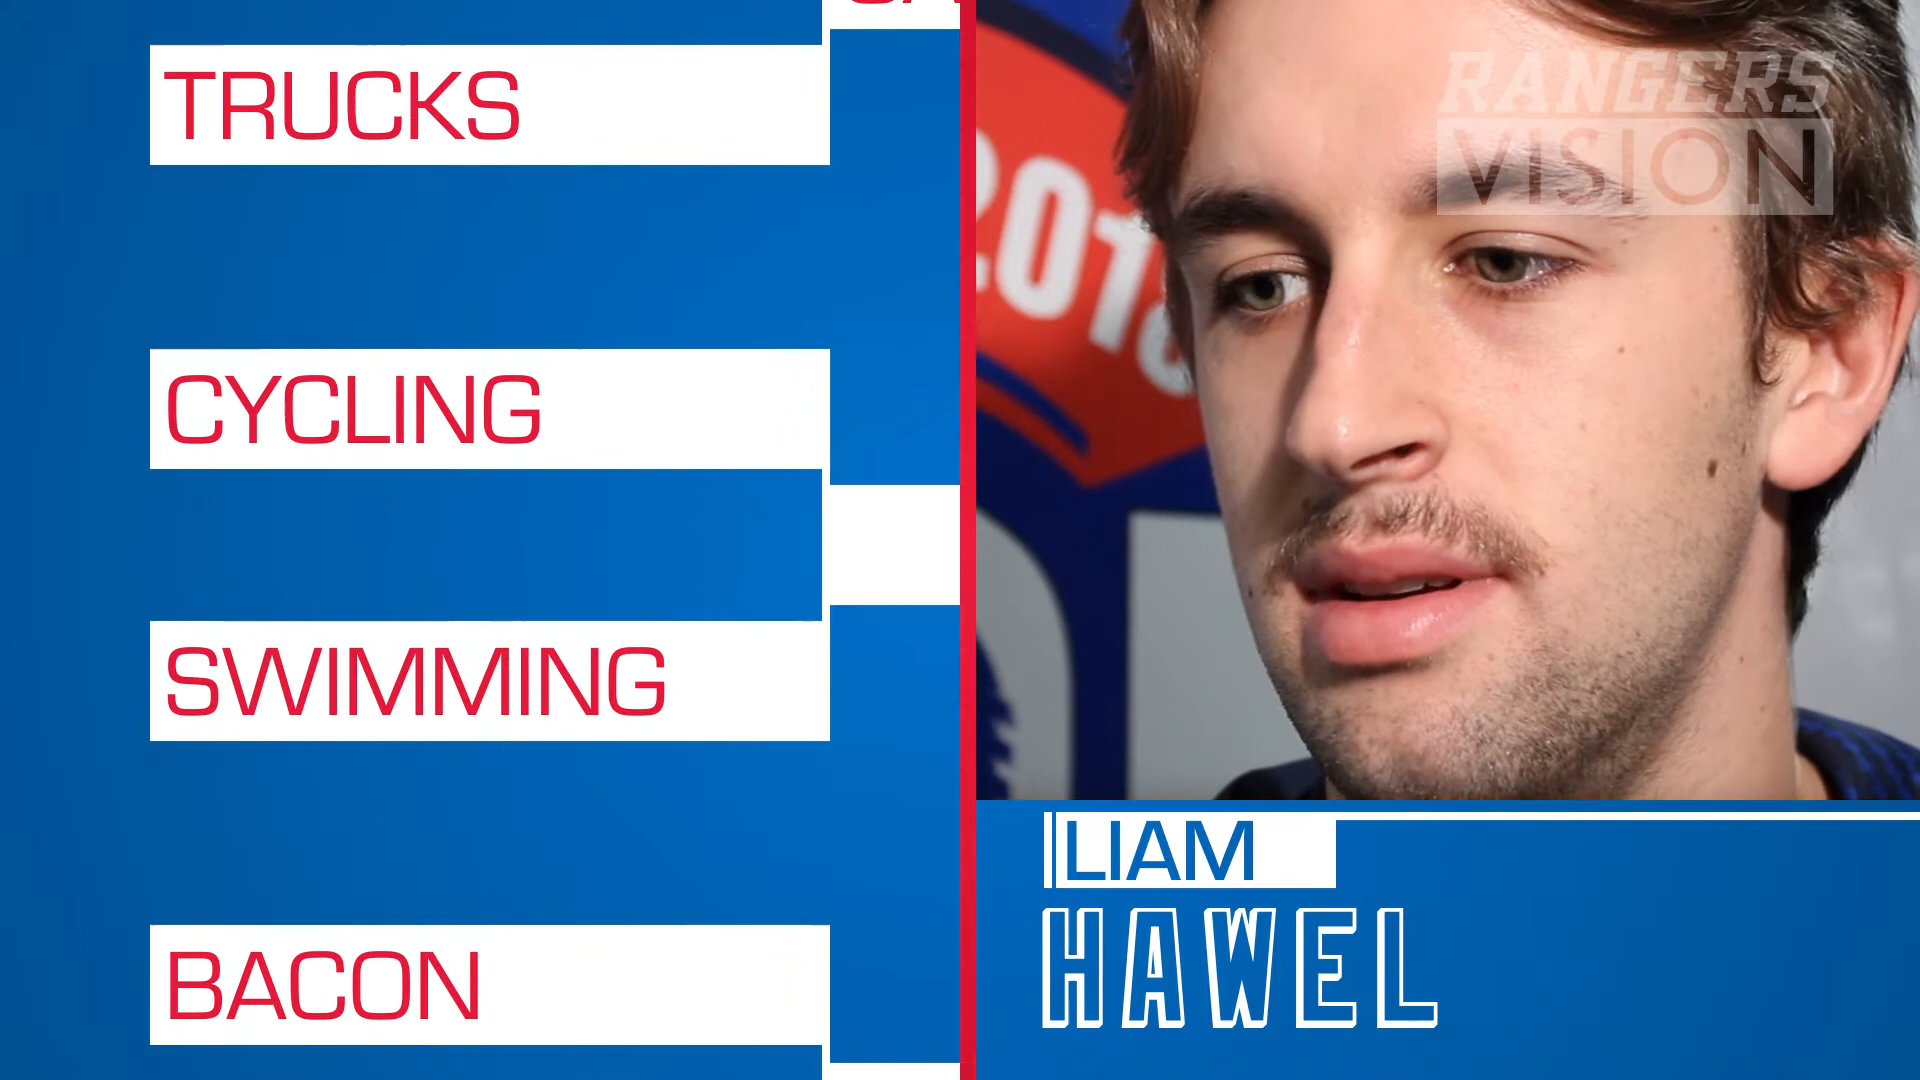 TRUCKS
CYCLING
SWIMMING
BACON
RANGERS
VISION
LIAM
HAWEL